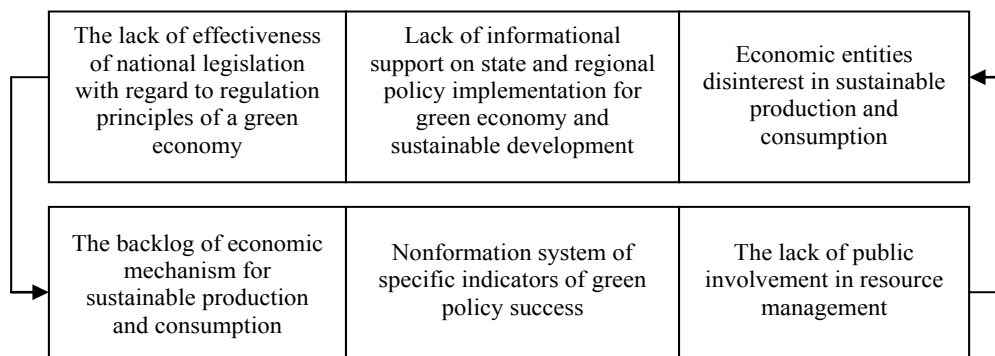 The lack of effectiveness
of national legislation
with regard to regulation
principles of a green
economy
Lack of informational
support on state and regional
policy implementation for
green economy and
sustainable development
Economic entities
disinterest in sustainable
production and
consumption
The backlog of economic
mechanism for
sustainable production
and consumption
Nonformation system of
specific indicators of green
policy success
The lack of public
involvement in resource
management